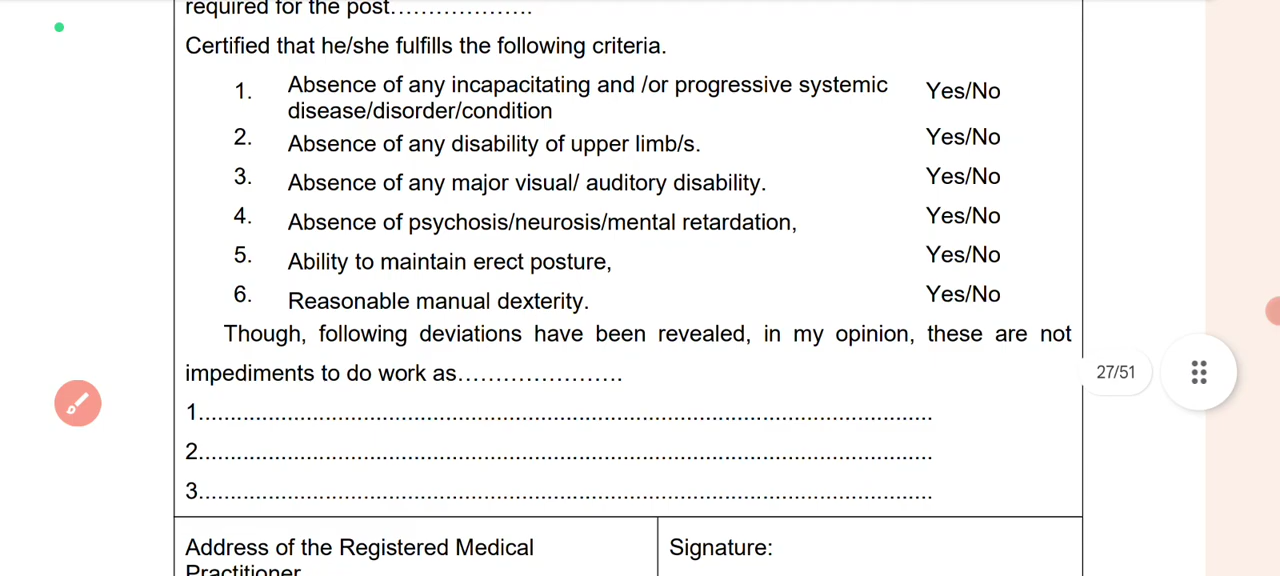 required for the post...................
Certified that he/she fulfills the following criteria.
1. Absence of any incapacitating and /or progressive systemic Yes/No
disease/disorder/condition
2. Absence of any disability of upper limb/s. Yes/No
3. Absence of any major visual/ auditory disability. Yes/No
4. Absence of psychosis/neurosis/mental retardation, Yes/No
5. Ability to maintain erect posture, Yes/No
6. Reasonable manual dexterity. Yes/No
Though, following deviations have been revealed, in my opinion, these are not
impediments to do work as......................
27/51
1....................................................................................................................
2....................................................................................................................
3....................................................................................................................
Address of the Registered Medical Signature:
Practitioner